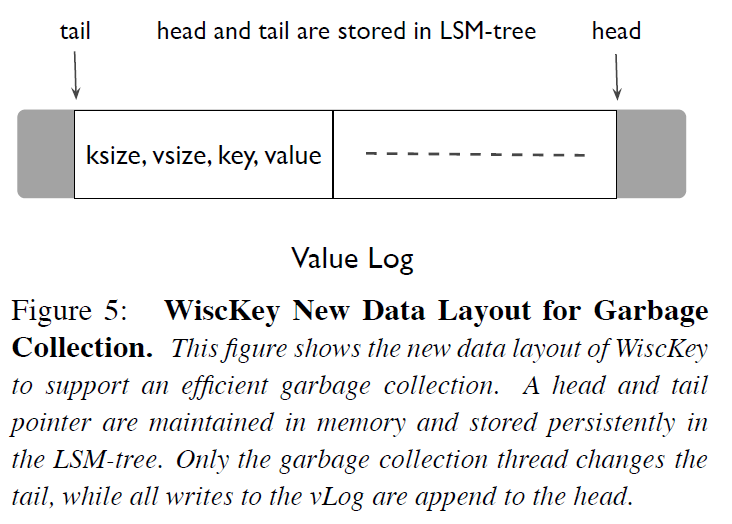 tail head and tail are stored in LSM-tree head
ksize, vsize, key, value
Value Log
Figure 5: WiscKey New Data Layout for Garbage
Collection. This figure shows the new data layout of WiscKey
to support an efficient garbage collection. A head and tail
pointer are maintained in memory and stored persistently in
the LSM-tree. Only the garbage collection thread changes the
tail, while all writes to the vLog are append to the head.